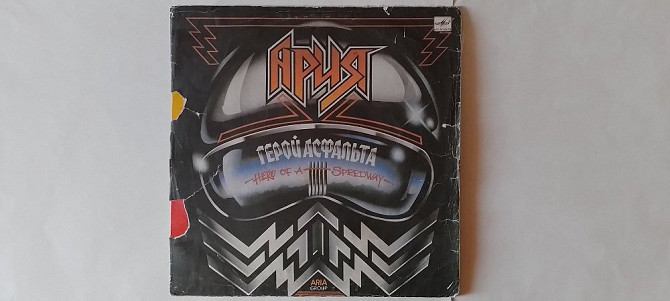 АРИЯ
ГЕРОЙ АСФАЛЬТА
HERO OF A SPEEDWAY
ARIA
GROUP